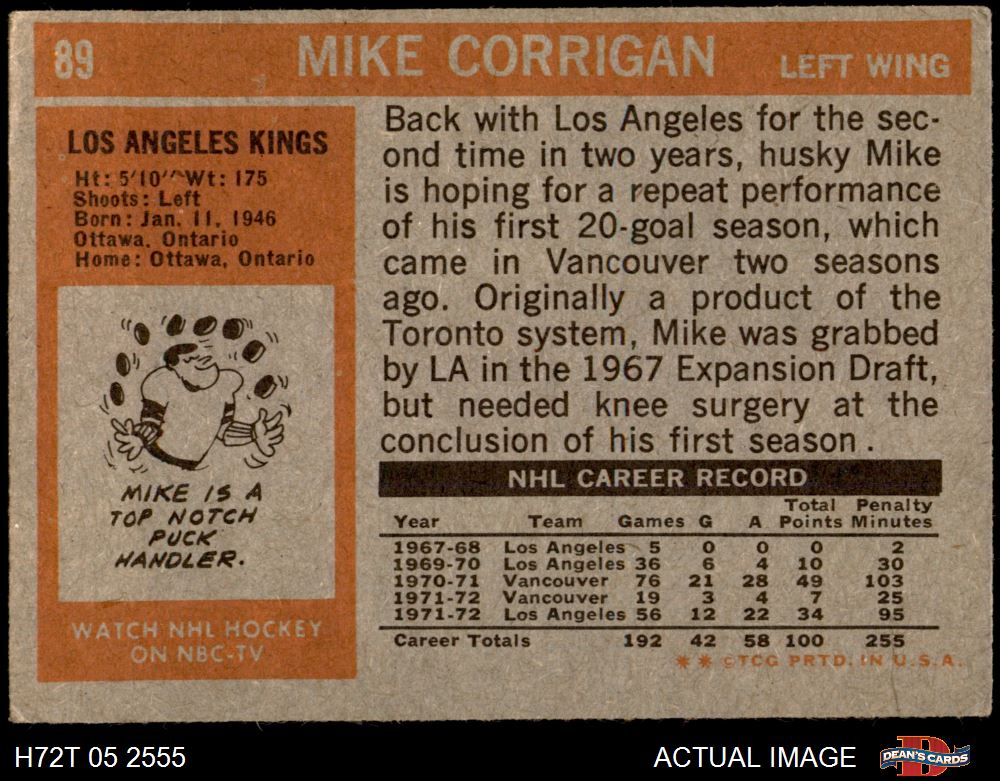 89 MIKE CORRIGAN LEFT WING
LOS ANGELES KINGS
Ht: 5'10" Wt: 175
Shoots: Left
Born: Jan. 11, 1946
Ottawa, Ontario
Home: Ottawa, Ontario
MIKE IS A
TOP NOTCH
PUCK
HANDLER.
WATCH NHL HOCKEY
ON NBC-TV
Back with Los Angeles for the sec-
ond time in two years, husky Mike
is hoping for a repeat performance
of his first 20-goal season, which
came in Vancouver two seasons
ago. Originally a product of the
Toronto system, Mike was grabbed
by LA in the 1967 Expansion Draft,
but needed knee surgery at the
conclusion of his first season.
NHL CAREER RECORD
Year Team Games G A Total Points Penalty Minutes
1967-68 Los Angeles 5 0 0 0 2
1969-70 Los Angeles 36 6 4 10 30
1970-71 Vancouver 76 21 28 49 103
1971-72 Vancouver 19 3 4 7 25
1971-72 Los Angeles 56 12 22 34 95
Career Totals 192 42 58 100 255
** ©TCG PRTD. IN U.S.A.
H72T 05 2555 ACTUAL IMAGE D DEAN'S CARDS